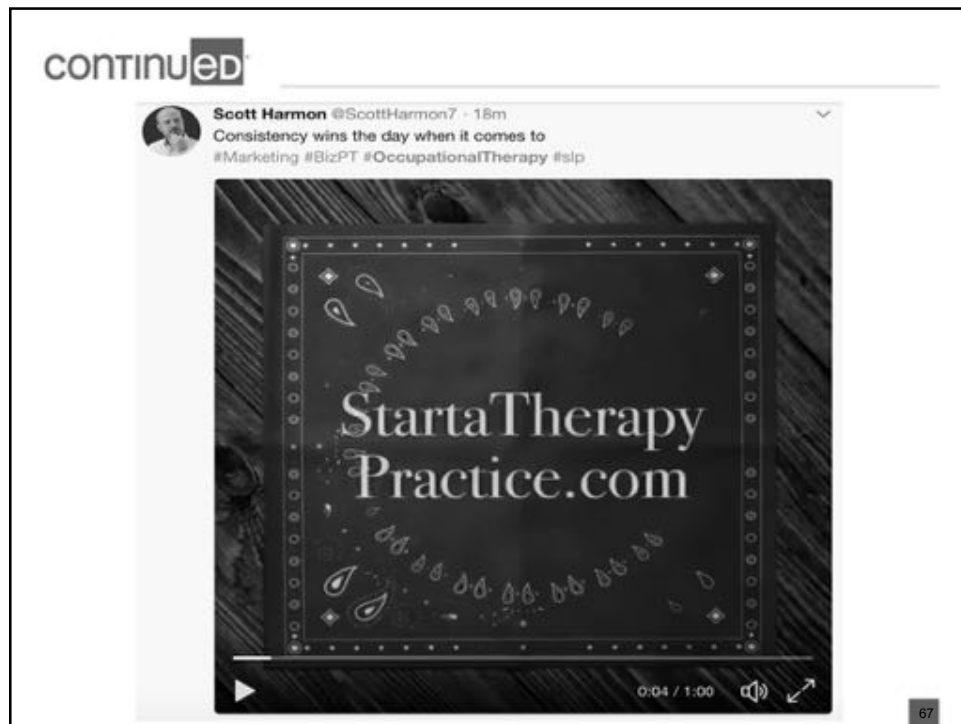 continued
Scott Harmon @ScottHarmon7 · 18m
Consistency wins the day when it comes to
#Marketing #BizPT #OccupationalTherapy #slp
StartaTherapy
Practice.com
0:04 / 1:00
67